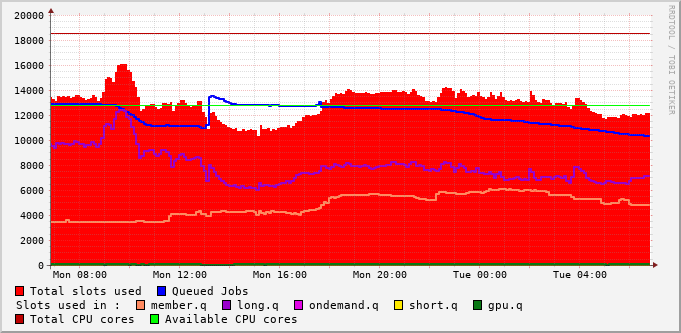 RRDTOOL / TOBI OETIKER
20000
18000
16000
14000
12000
10000
8000
6000
4000
2000
0
Mon 08:00 Mon 12:00 Mon 16:00 Mon 20:00 Tue 00:00 Tue 04:00
Total slots used Queued Jobs
Slots used in : member.q long.q ondemand.q short.q gpu.q
Total CPU cores Available CPU cores